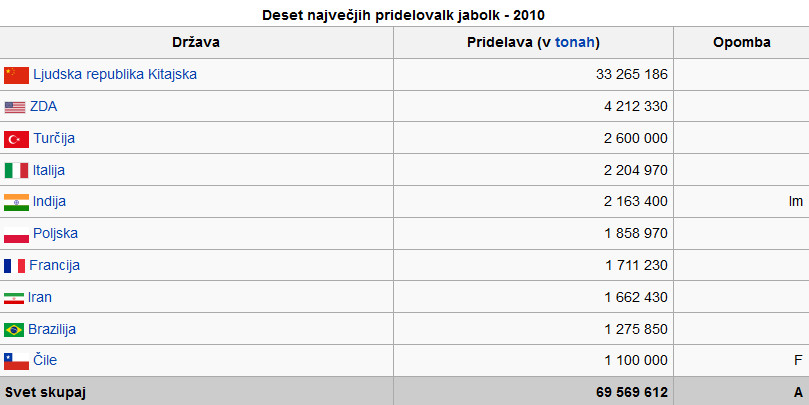 Deset največjih pridelovalk jabolk - 2010
Država Pridelava (v tonah) Opomba
Ljudska republika Kitajska 33 265 186
ZDA 4 212 330
Turčija 2 600 000
Italija 2 204 970
Indija 2 163 400 Im
Poljska 1 858 970
Francija 1 711 230
Iran 1 662 430
Brazilija 1 275 850
Čile 1 100 000 F
Svet skupaj 69 569 612 A